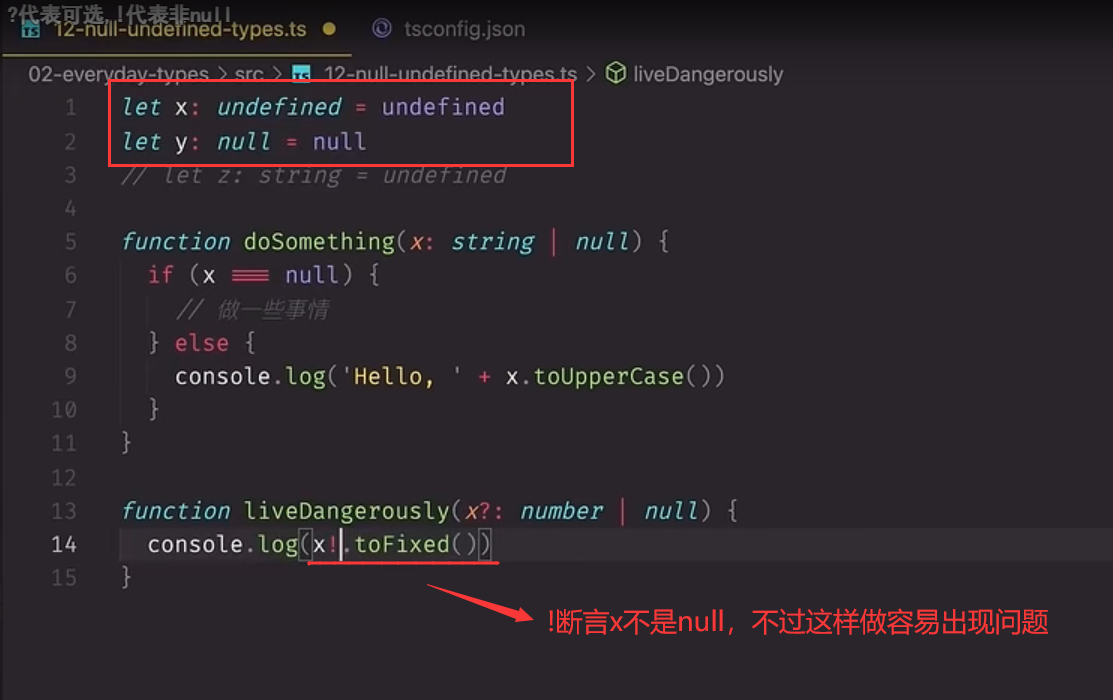 ?代表可选,!代表非null
TS 12-null-undefined-types.ts tsconfig.json
02-everyday-types > src > TS 12-null-undefined-types.ts > liveDangerously
1 let x: undefined = undefined
2 let y: null = null
3 // let z: string = undefined
4
5 function doSomething(x: string | null) {
6 if (x === null) {
7 // 做一些事情
8 } else {
9 console.log('Hello, ' + x.toUpperCase())
10 }
11 }
12
13 function liveDangerously(x?: number | null) {
14 console.log(x!.toFixed())
15 }
!断言x不是null，不过这样做容易出现问题